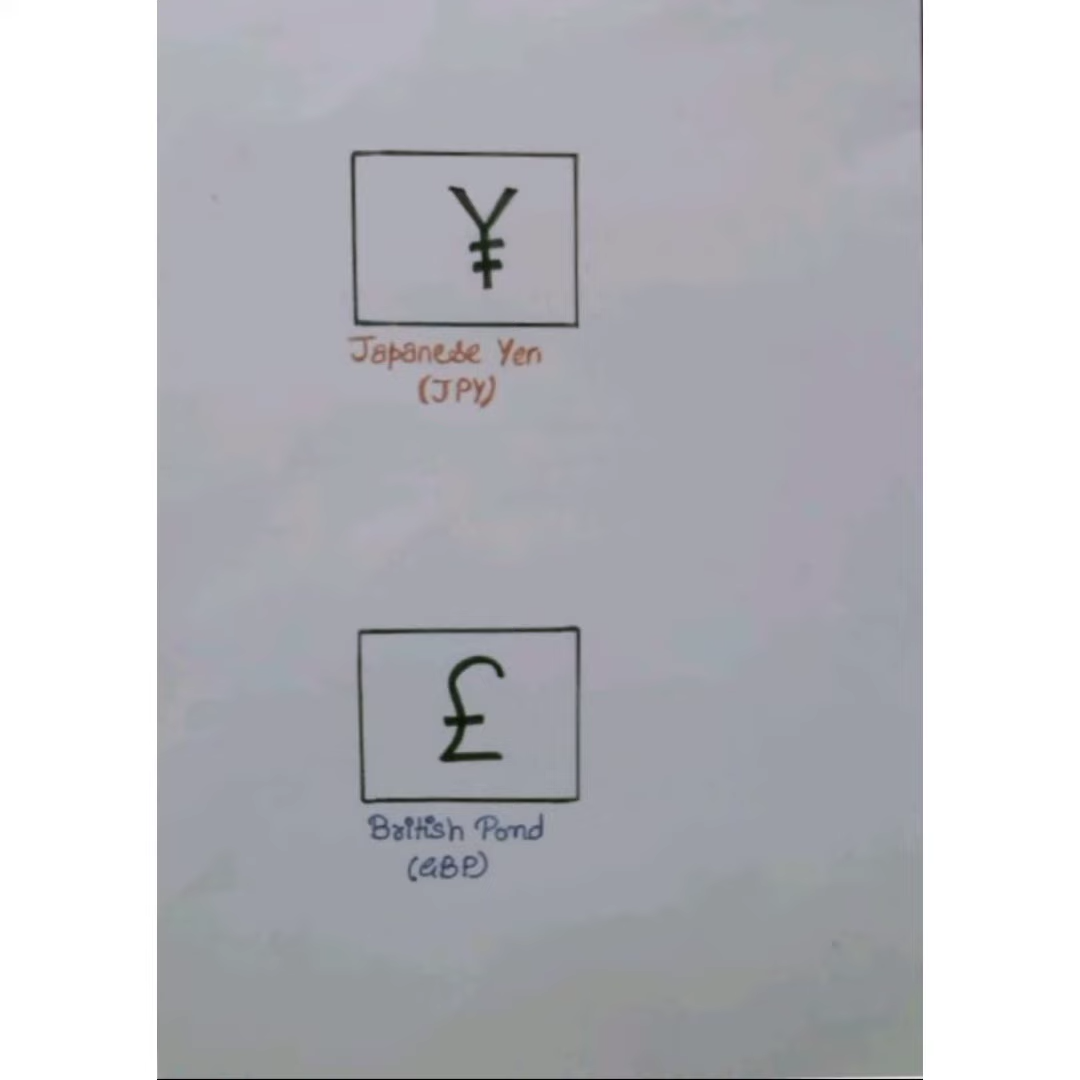 ¥
Japanese Yen
(JPY)
£
British Pond
(GBP)